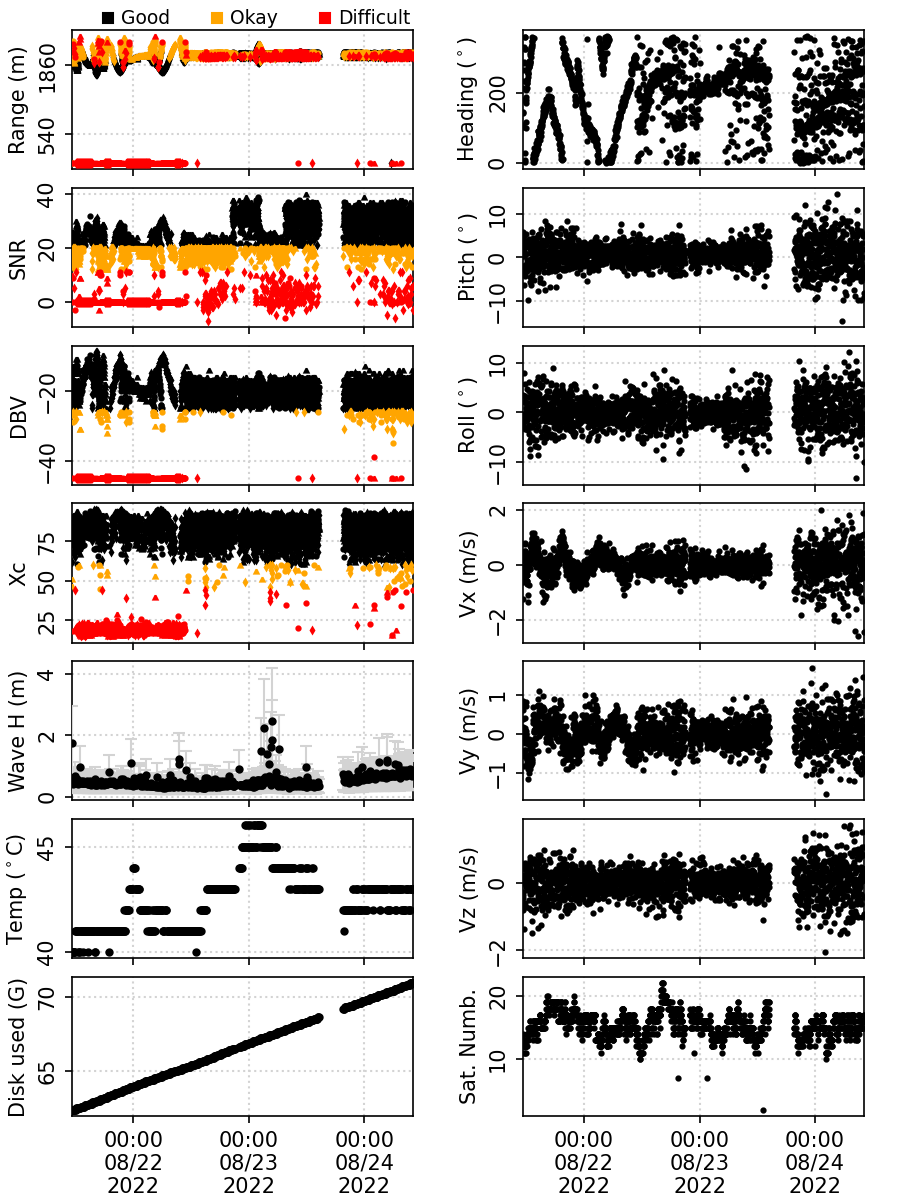 Good Okay Difficult
Range (m)
1860
540
Heading (°)
200
0
SNR
40
20
0
Pitch (°)
10
0
−10
DBV
−20
−40
Roll (°)
10
0
−10
Xc
75
50
25
Vx (m/s)
2
0
−2
Wave H (m)
4
2
0
Vy (m/s)
1
0
−1
Temp (°C)
45
40
Vz (m/s)
0
−2
Disk used (G)
70
65
Sat. Numb.
20
10
00:00 00:00 00:00
08/22 08/23 08/24
2022 2022 2022
00:00 00:00 00:00
08/22 08/23 08/24
2022 2022 2022